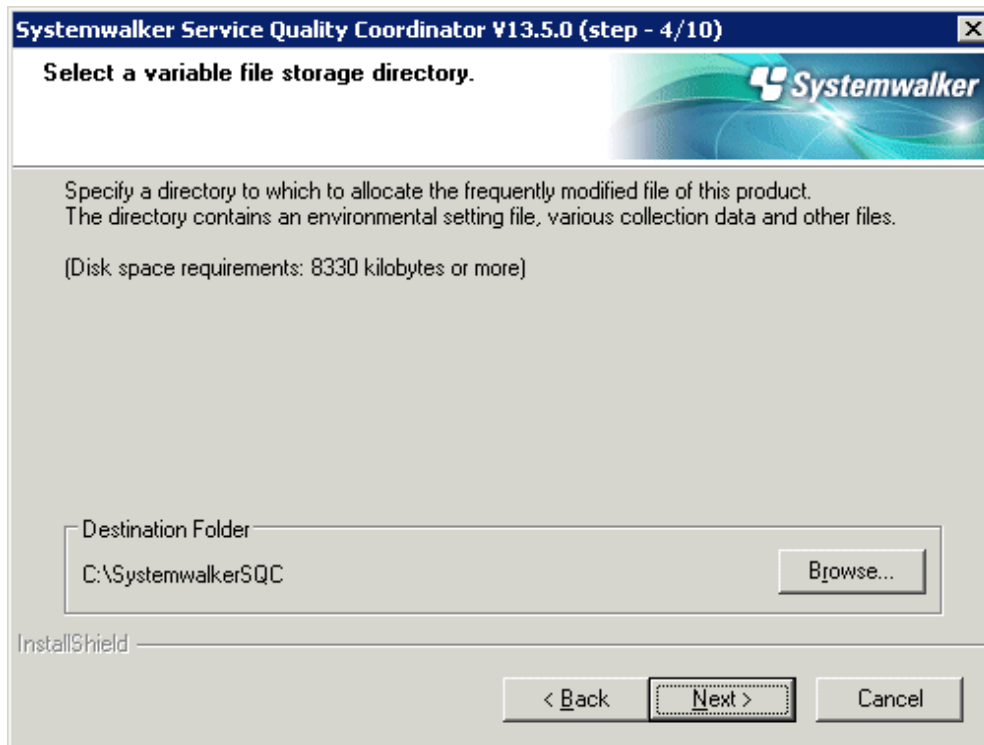 Systemwalker Service Quality Coordinator V13.5.0 (step - 4/10)
Select a variable file storage directory.
Systemwalker
Specify a directory to which to allocate the frequently modified file of this product.
The directory contains an environmental setting file, various collection data and other files.
(Disk space requirements: 8330 kilobytes or more)
Destination Folder
C:\SystemwalkerSQC
Browse...
InstallShield
< Back
Next >
Cancel